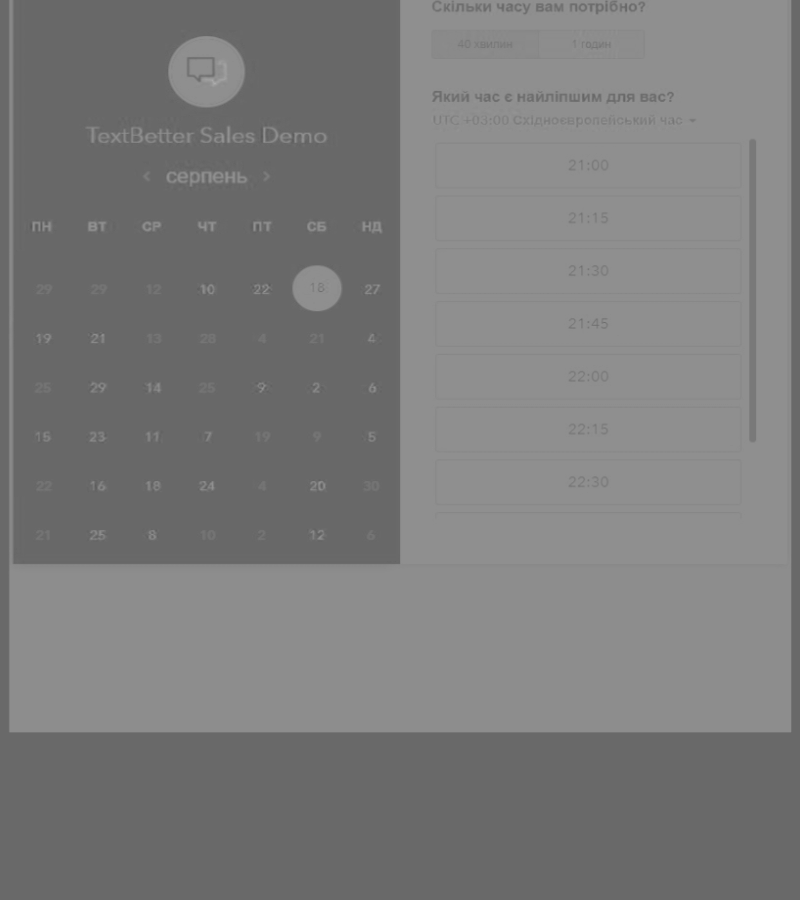 TextBetter Sales Demo
серпень
ПН ВТ СР ЧТ ПТ СБ НД
29 29 12 10 22 18 27
19 21 13 28 4 21 4
25 29 14 25 9 2 6
15 23 11 7 19 9 5
22 16 18 24 4 20 30
21 25 8 10 2 12 6
Скільки часу вам потрібно?
40 хвилин 1 годин
Який час є найліпшим для вас?
UTC +03:00 Східноєвропейський час
21:00
21:15
21:30
21:45
22:00
22:15
22:30